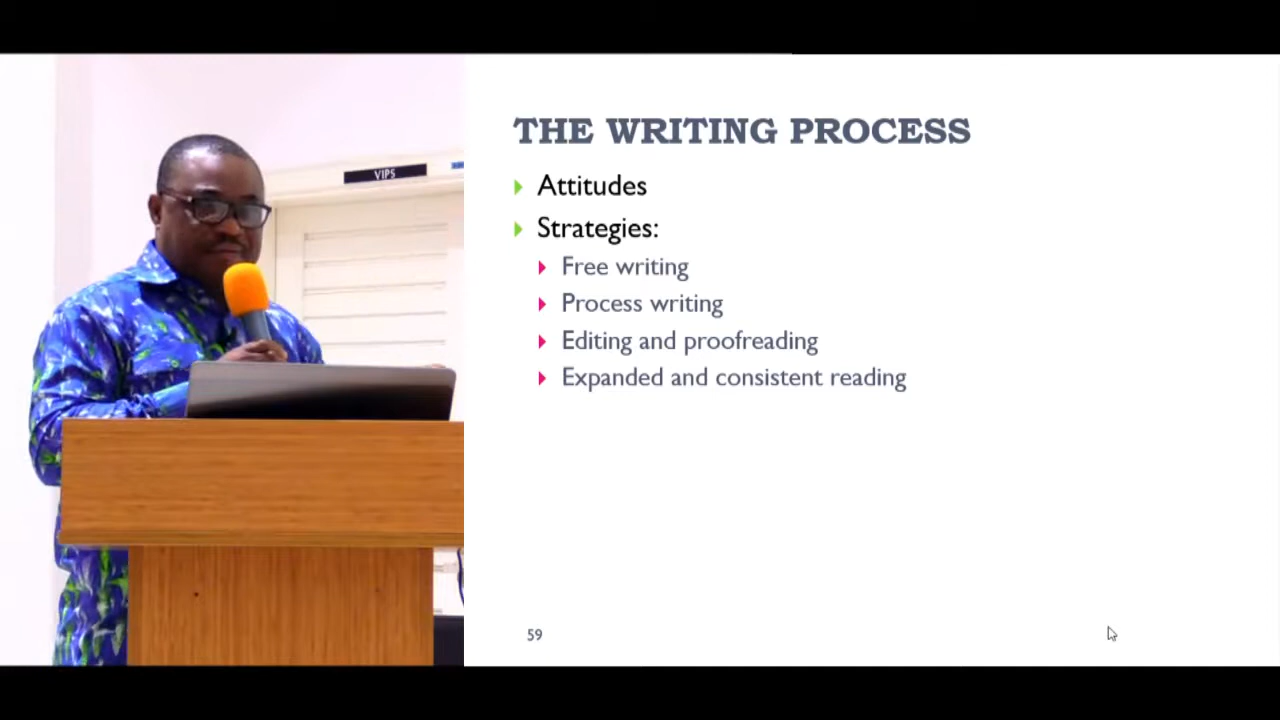 VIPS
THE WRITING PROCESS
Attitudes
Strategies:
Free writing
Process writing
Editing and proofreading
Expanded and consistent reading
59